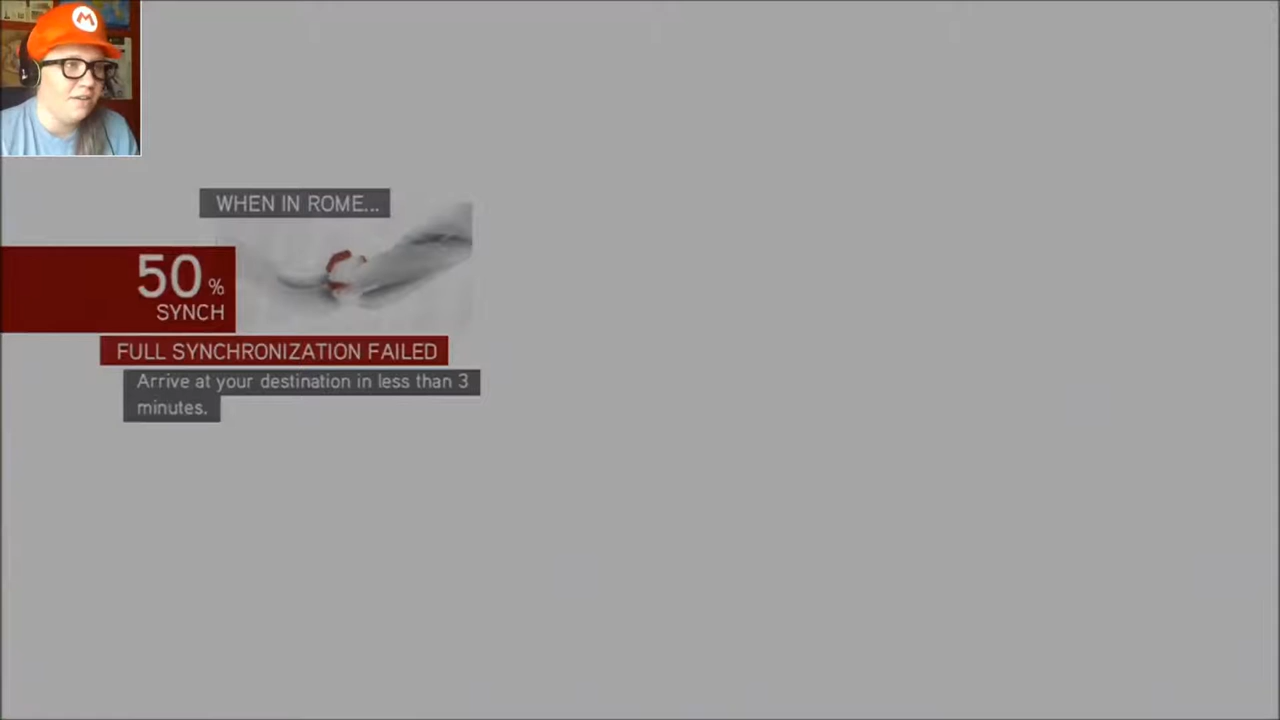 M
WHEN IN ROME...
50 %
SYNCH
FULL SYNCHRONIZATION FAILED
Arrive at your destination in less than 3
minutes.